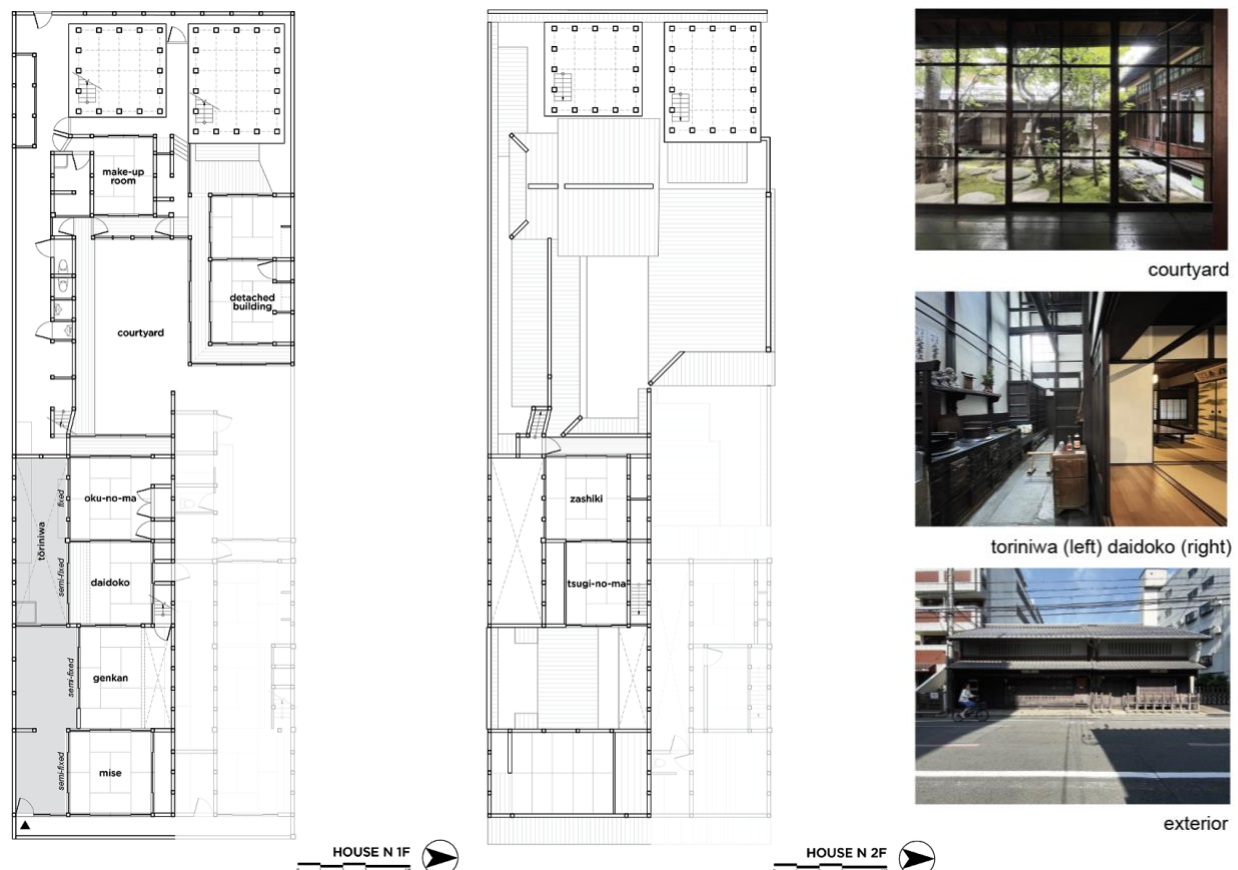 make-up
room
detached
building
courtyard
oku-no-ma
fixed
tōriniwa
semi-fixed
daidoko
semi-fixed
genkan
semi-fixed
mise
HOUSE N 1F
zashiki
tsugi-no-ma
HOUSE N 2F
courtyard
toriniwa (left) daidoko (right)
exterior